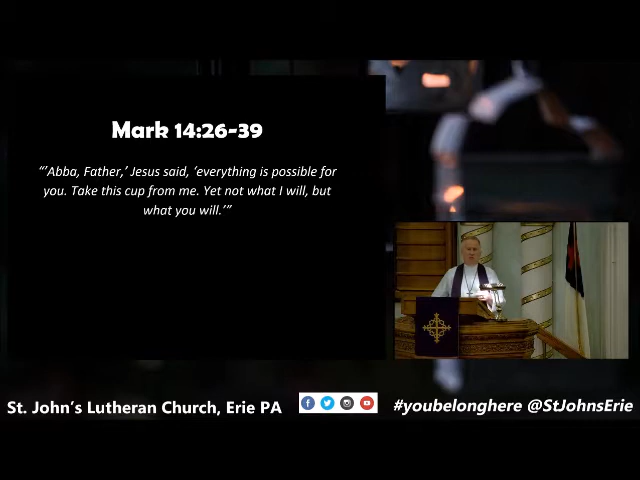 Mark 14:26-39
“‘Abba, Father,’ Jesus said, ‘everything is possible for
you. Take this cup from me. Yet not what I will, but
what you will.’”
St. John’s Lutheran Church, Erie PA
#youbelonghere @StJohnsErie